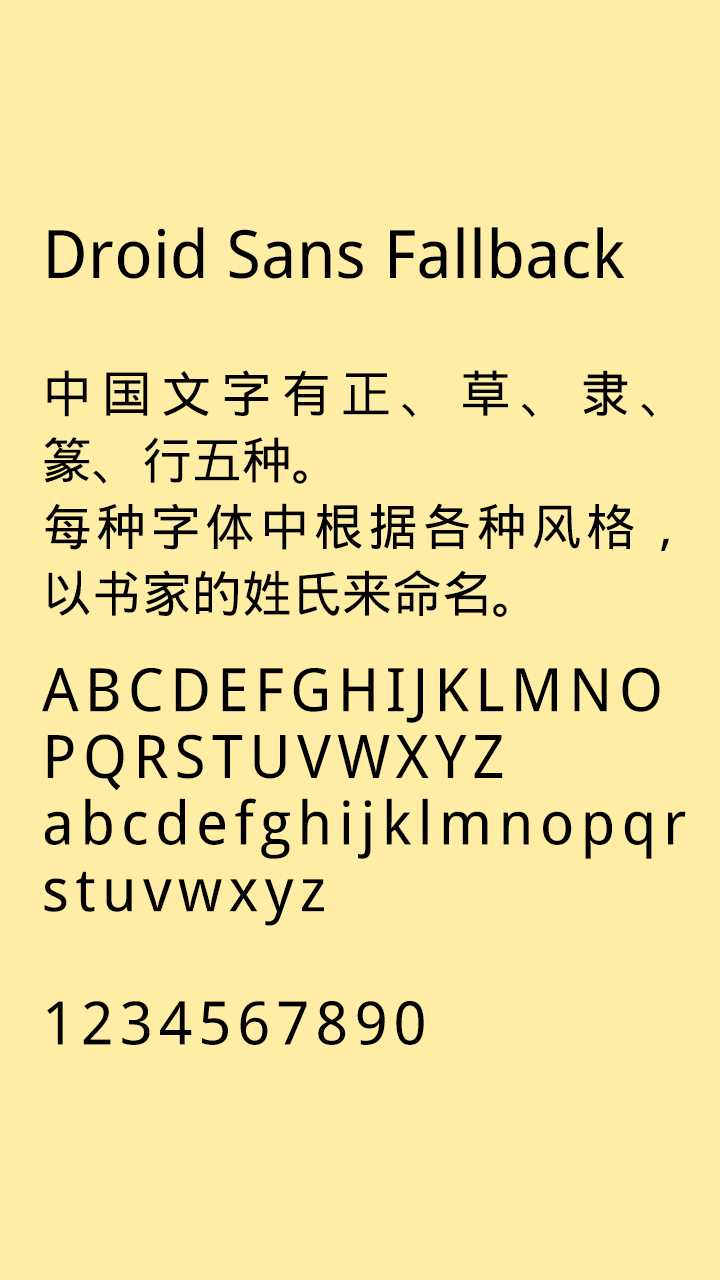 Droid Sans Fallback
中国文字有正、草、隶、
篆、行五种。
每种字体中根据各种风格,
以书家的姓氏来命名。
ABCDEFGHIJKLMNO
PQRSTUVWXYZ
abcdefghijklmnopqr
stuvwxyz
1234567890